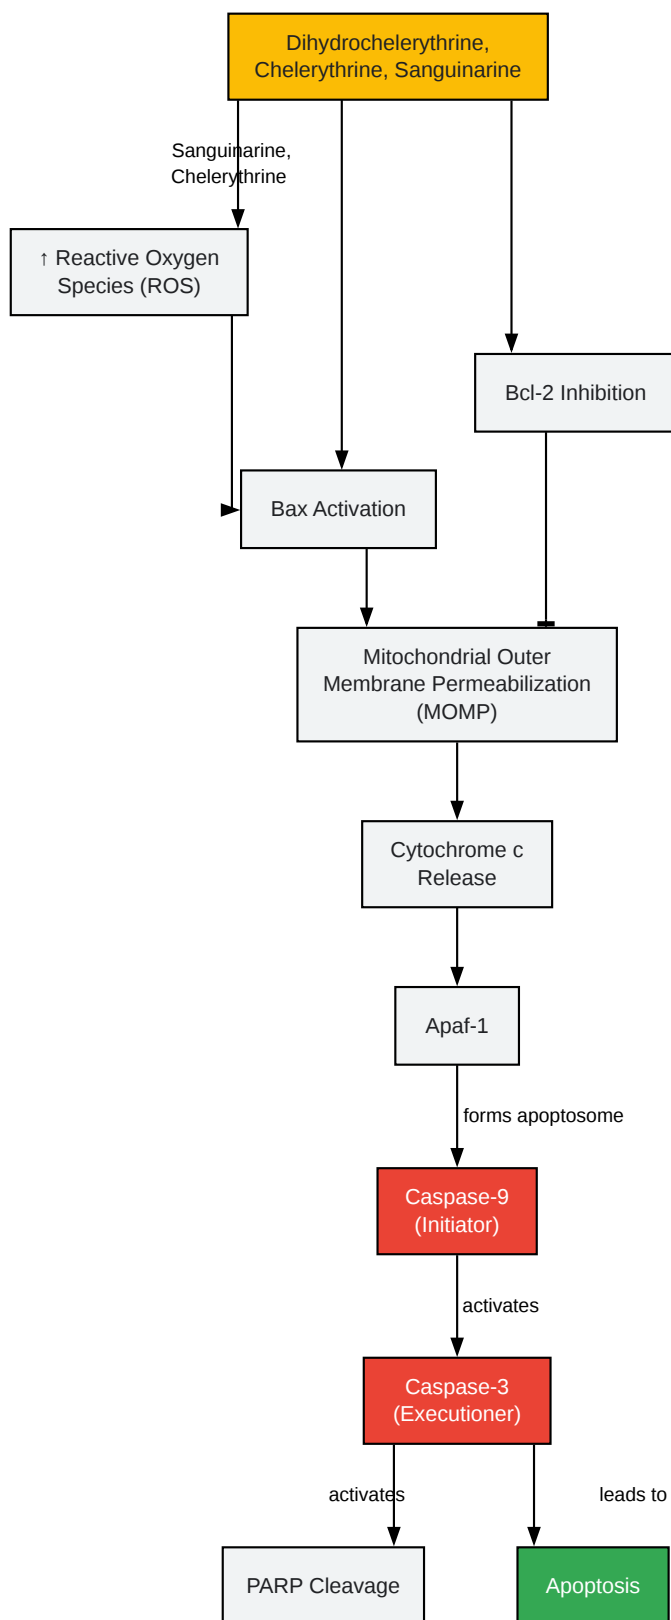 Dihydrochelerythrine,
Chelerythrine, Sanguinarine
Sanguinarine,
Chelerythrine
↑ Reactive Oxygen
Species (ROS)
Bcl-2 Inhibition
Bax Activation
Mitochondrial Outer
Membrane Permeabilization
(MOMP)
Cytochrome c
Release
Apaf-1
forms apoptosome
Caspase-9
(Initiator)
activates
Caspase-3
(Executioner)
activates
leads to
PARP Cleavage
Apoptosis